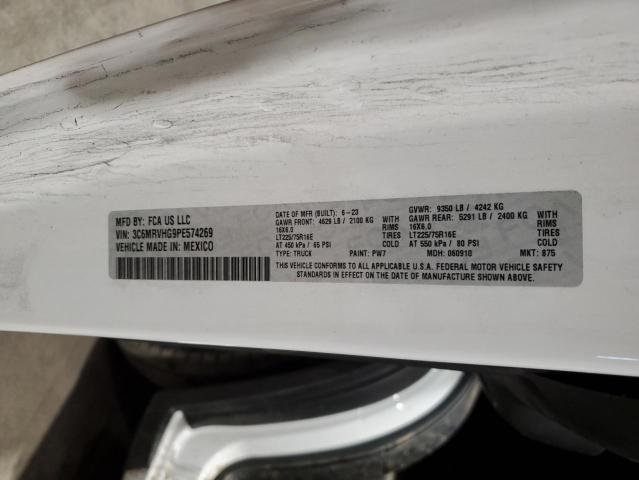 MFD BY: FCA US LLC
VIN: 3C6MRVHG9PE574269
VEHICLE MADE IN: MEXICO
DATE OF MFR (BUILT): 6-23
GAWR FRONT: 4629 LB / 2100 KG
16X6.0 RIMS
LT225/75R16E TIRES
AT 450 kPa / 65 PSI COLD
TYPE: TRUCK PAINT: PW7
GVWR: 9350 LB / 4242 KG
GAWR REAR: 5291 LB / 2400 KG
16X6.0 RIMS
LT225/75R16E TIRES
AT 550 kPa / 80 PSI COLD
MDH: 060910 MKT: 875
THIS VEHICLE CONFORMS TO ALL APPLICABLE U.S.A. FEDERAL MOTOR VEHICLE SAFETY
STANDARDS IN EFFECT ON THE DATE OF MANUFACTURE SHOWN ABOVE.